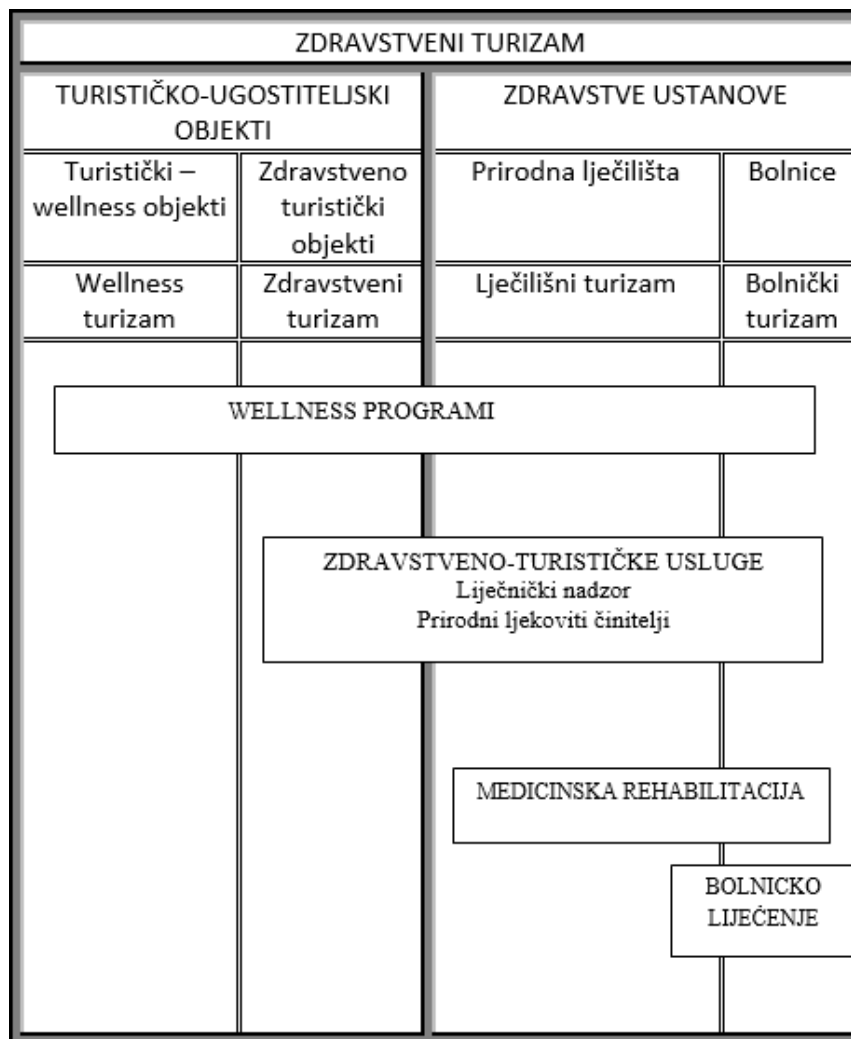 ZDRAVSTVENI TURIZAM
TURISTIČKO-UGOSTITELJSKI
OBJEKTI
ZDRAVSTVE USTANOVE
Turistički –
wellness objekti
Zdravstveno
turistički
objekti
Prirodna lječilišta
Bolnice
Wellness
turizam
Zdravstveni
turizam
Lječilišni turizam
Bolnički
turizam
WELLNESS PROGRAMI
ZDRAVSTVENO-TURISTIČKE USLUGE
Liječnički nadzor
Prirodni ljekoviti činitelji
MEDICINSKA REHABILITACIJA
BOLNICKO
LIJEČENJE